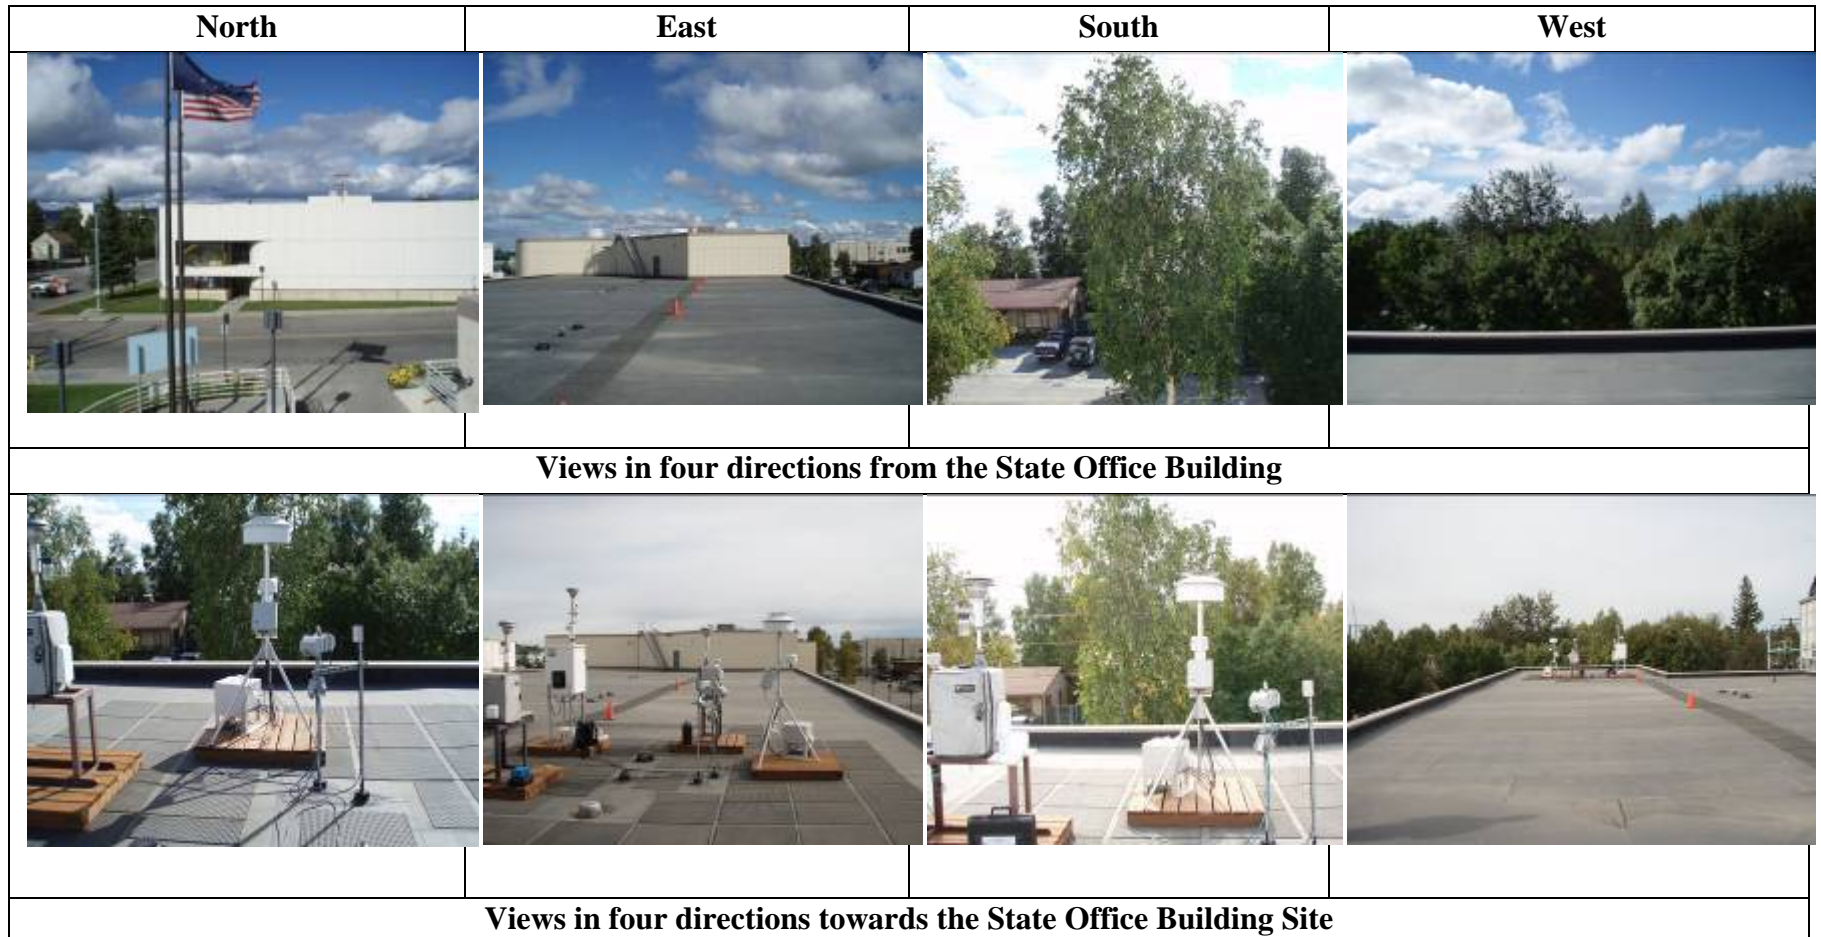 North East South West
Views in four directions from the State Office Building
Views in four directions towards the State Office Building Site